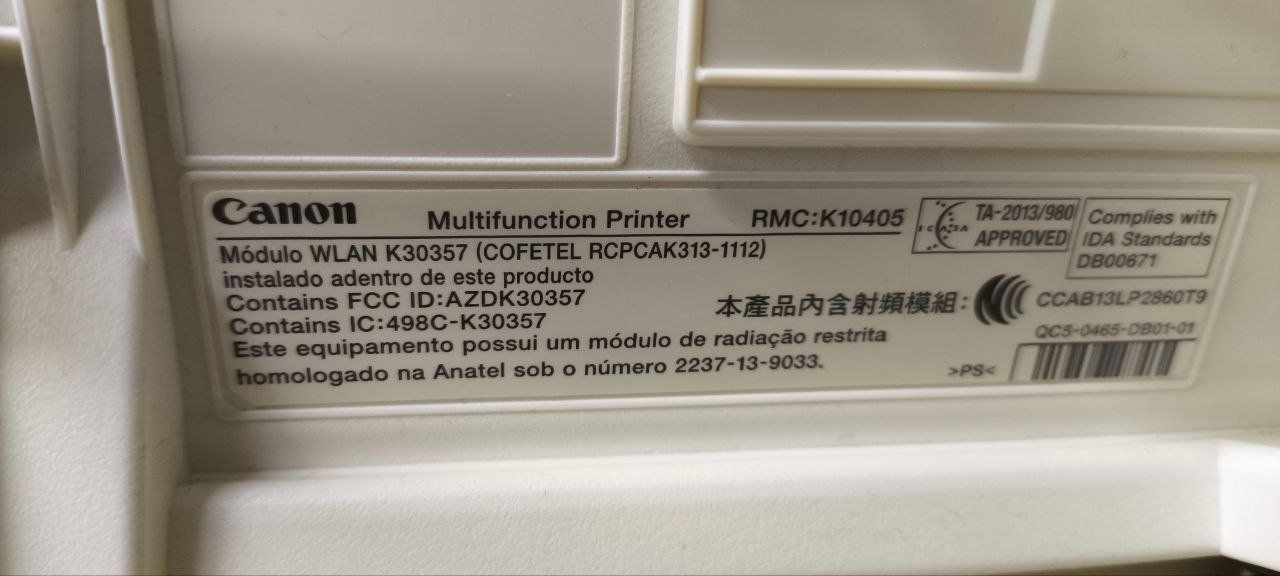 Canon Multifunction Printer RMC:K10405
Módulo WLAN K30357 (COFETEL RCPCAK313-1112)
instalado adentro de este producto
Contains FCC ID:AZDK30357
Contains IC:498C-K30357
Este equipamento possui um módulo de radiação restrita
homologado na Anatel sob o número 2237-13-9033.
ICASA
TA-2013/980
APPROVED
Complies with
IDA Standards
DB00671
本產品內含射頻模組:
CCAB13LP2860T9
QC5-0465-DB01-01
>PS<